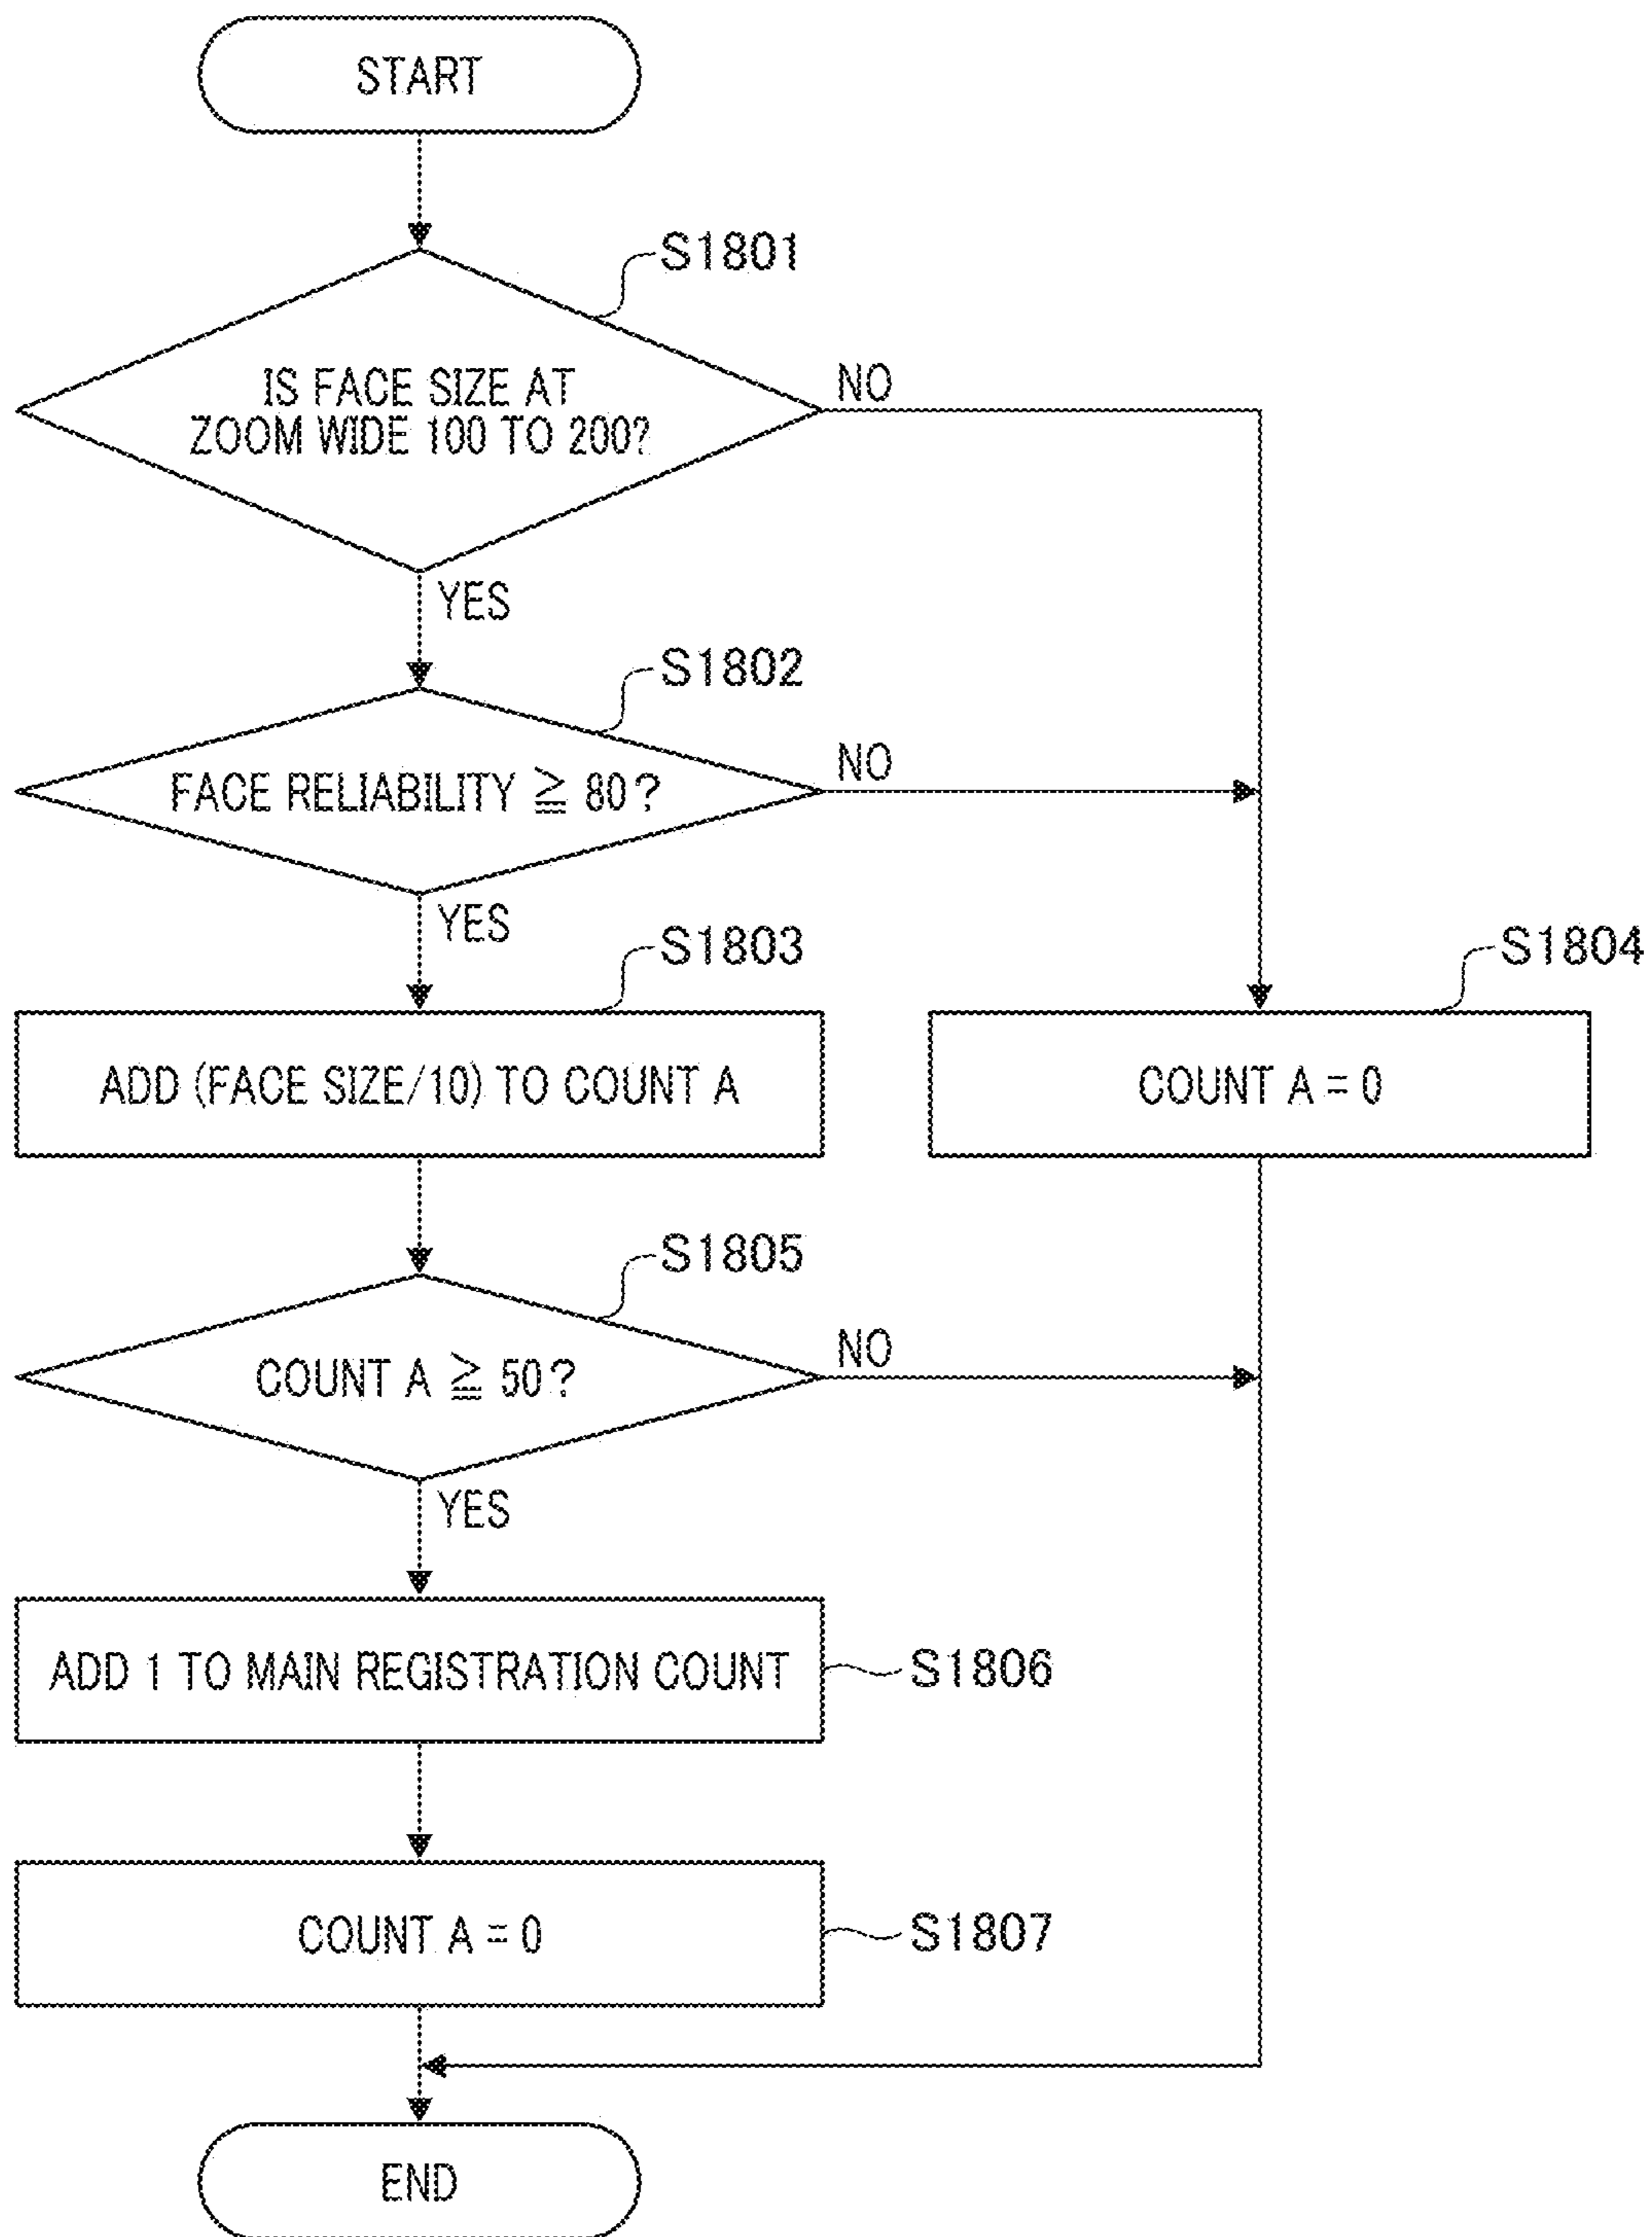 START
S1801
IS FACE SIZE AT
ZOOM WIDE 100 TO 200?
NO
YES
S1802
FACE RELIABILITY ≧ 80?
NO
YES
S1803
S1804
ADD (FACE SIZE/10) TO COUNT A
COUNT A = 0
S1805
COUNT A ≧ 50?
NO
YES
ADD 1 TO MAIN REGISTRATION COUNT
S1806
COUNT A = 0
S1807
END